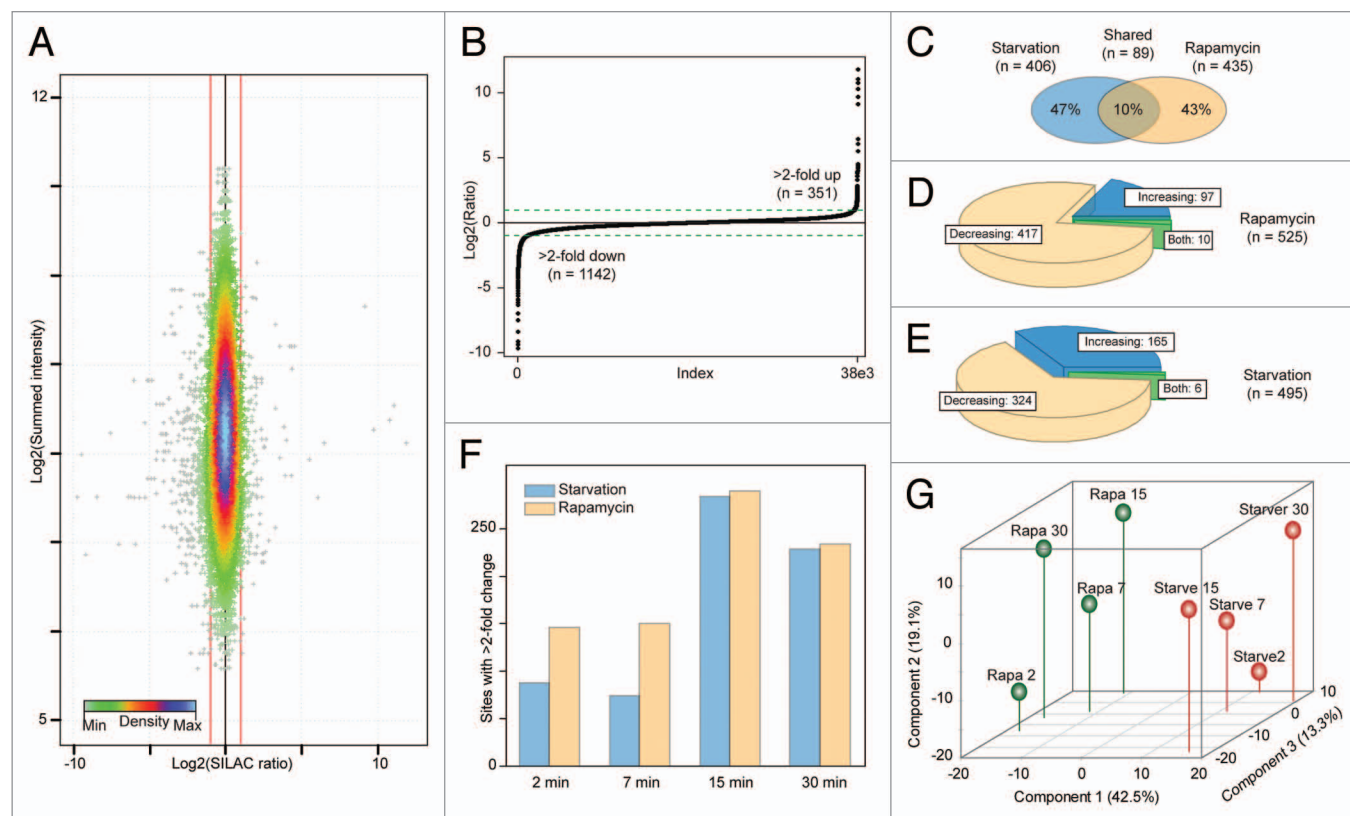 A
12
Log2(Summed intensity)
5
Min Density Max
-10
10
Log2(SILAC ratio)
B
10
5
0
-5
-10
Log2(Ratio)
>2-fold up
(n = 351)
>2-fold down
(n = 1142)
0
Index
38e3
C
Starvation
(n = 406)
Shared
(n = 89)
Rapamycin
(n = 435)
47%
10%
43%
D
Increasing: 97
Decreasing: 417
Both: 10
Rapamycin
(n = 525)
E
Increasing: 165
Decreasing: 324
Both: 6
Starvation
(n = 495)
F
Starvation
Rapamycin
250
0
Sites with >2-fold change
2 min
7 min
15 min
30 min
G
Rapa 15
Starver 30
Rapa 30
Rapa 7
Starve 15
Starve 7
Starve2
Rapa 2
10
0
-10
-20
Component 2 (19.1%)
-20
-10
0
10
20
Component 1 (42.5%)
-20
-10
0
10
Component 3 (13.3%)